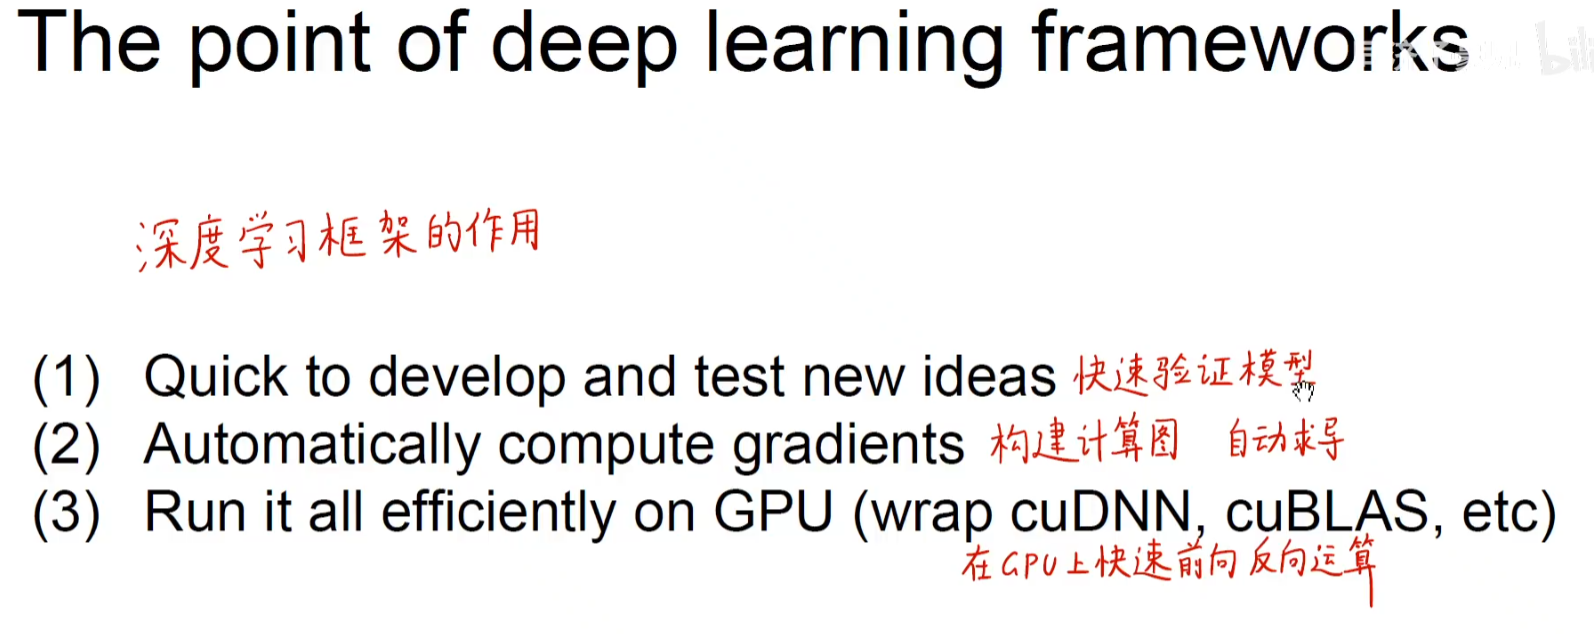 The point of deep learning frameworks
深度学习框架的作用
(1) Quick to develop and test new ideas 快速验证模型
(2) Automatically compute gradients 构建计算图 自动求导
(3) Run it all efficiently on GPU (wrap cuDNN, cuBLAS, etc)
在GPU上快速前向反向运算